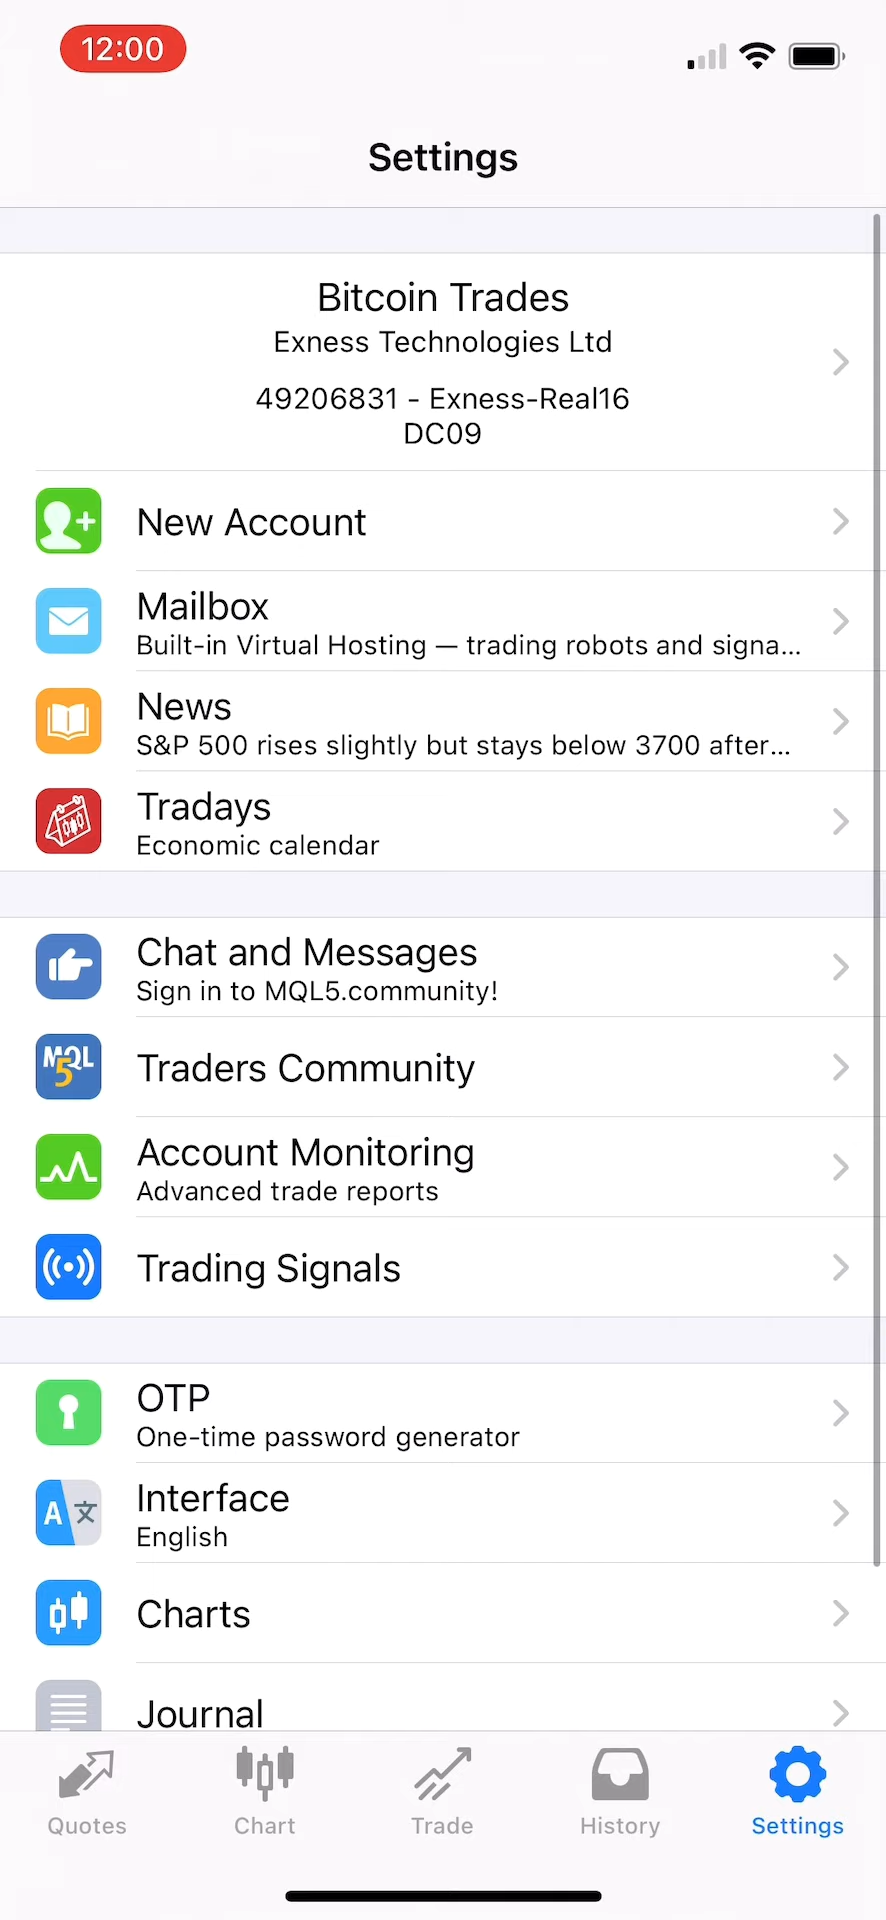 12:00
Settings
Bitcoin Trades
Exness Technologies Ltd
49206831 - Exness-Real16
DC09
New Account
Mailbox
Built-in Virtual Hosting — trading robots and signa...
News
S&P 500 rises slightly but stays below 3700 after...
Tradays
Economic calendar
Chat and Messages
Sign in to MQL5.community!
MQL
5
Traders Community
Account Monitoring
Advanced trade reports
Trading Signals
OTP
One-time password generator
A 文
Interface
English
Charts
Journal
Quotes
Chart
Trade
History
Settings